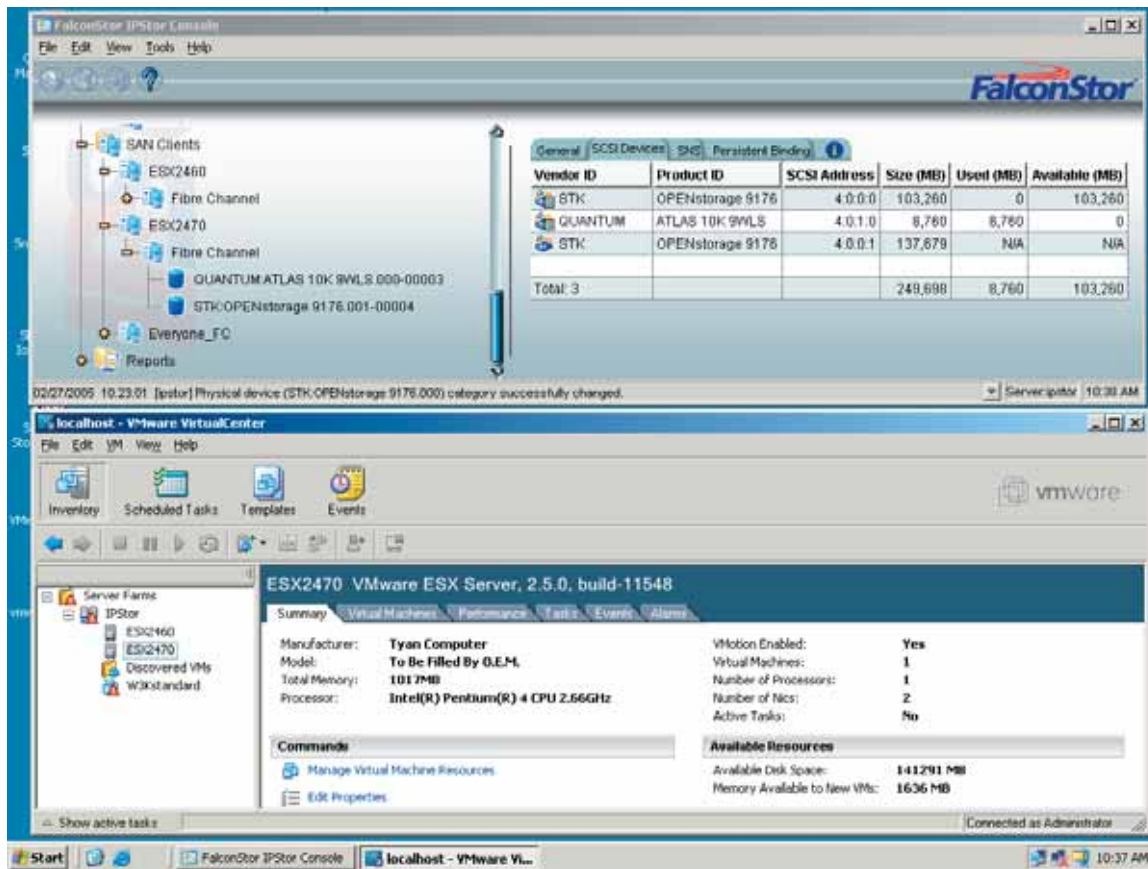 FalconStor IPStor Console
File Edit View Tools Help
FalconStor
SAN Clients
ESX2460
Fibre Channel
ESX2470
Fibre Channel
QUANTUM:ATLAS 10K 9WLS.000-00003
STK:OPENstorage 9176.001-00004
Everyone_FC
Reports
General SCSI Devices SNS Persistent Binding
Vendor ID Product ID SCSI Address Size (MB) Used (MB) Available (MB)
STK OPENstorage 9176 4:0:0:0 103,260 0 103,260
QUANTUM ATLAS 10K 9WLS 4:0:1:0 8,760 8,760 0
STK OPENstorage 9176 4:0:0:1 137,679 N/A N/A
Total: 3 249,698 8,760 103,260
02/27/2005 10:23:01 [ipstor] Physical device (STK:OPENstorage 9176.000) category successfully changed.
Server:ipstor 10:38 AM
localhost - VMware VirtualCenter
File Edit VM View Help
Inventory Scheduled Tasks Templates Events
vmware
Server Farms
IPStor
ESX2460
ESX2470
Discovered VMs
W3Kstandard
ESX2470 VMware ESX Server, 2.5.0, build-11548
Summary Virtual Machines Performance Tasks Events Alarms
Manufacturer: Tyan Computer
Model: To Be Filled By O.E.M.
Total Memory: 1017MB
Processor: Intel(R) Pentium(R) 4 CPU 2.66GHz
VMotion Enabled: Yes
Virtual Machines: 1
Number of Processors: 1
Number of Nics: 2
Active Tasks: No
Commands
Manage Virtual Machine Resources
Edit Properties
Available Resources
Available Disk Space: 141291 MB
Memory Available to New VMs: 1636 MB
Show active tasks
Connected as Administrator
Start FalconStor IPStor Console localhost - VMware Vi... 10:37 AM